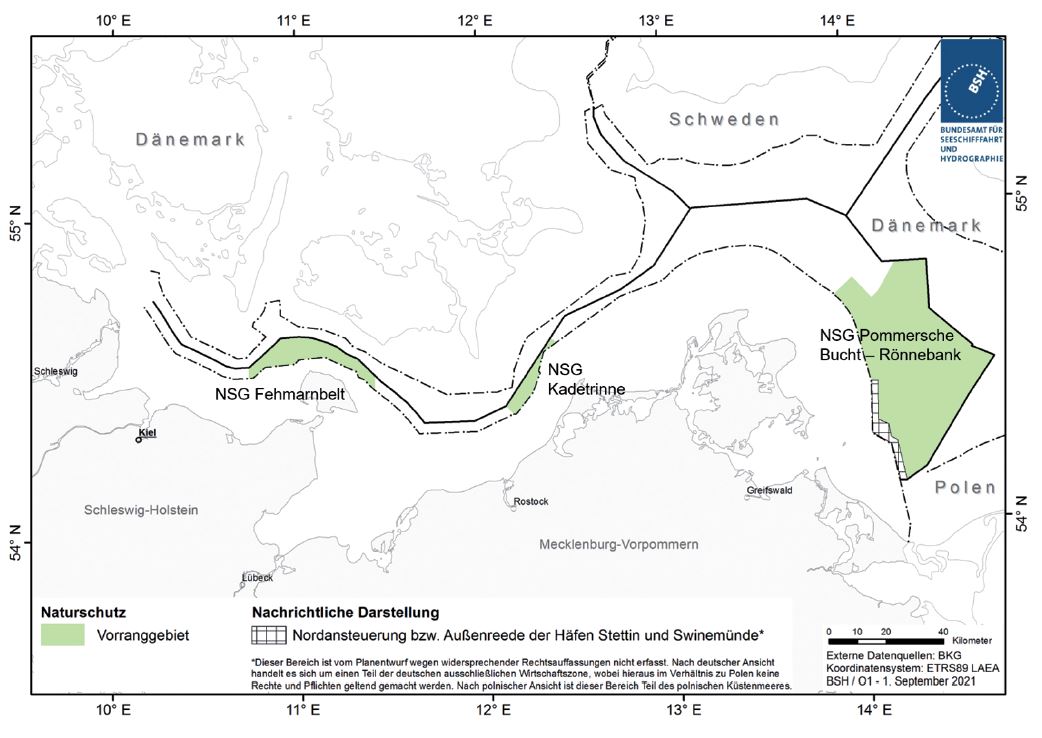 10° E 11° E 12° E 13° E 14° E
BSH
BUNDESAMT FÜR
SEESCHIFFAHRT
UND
HYDROGRAPHIE
Schweden
Dänemark
55° N
55° N
Dänemark
NSG Pommersche
Bucht – Rönnebank
NSG
Kadetrinne
Schleswig
NSG Fehmarnbelt
Kiel
Polen
Greifswald
Rostock
Schleswig-Holstein
54° N
54° N
Mecklenburg-Vorpommern
Lübeck
Naturschutz
Vorranggebiet
Nachrichtliche Darstellung
Nordansteuerung bzw. Außenreede der Häfen Stettin und Swinemünde*
*Dieser Bereich ist vom Planentwurf wegen widersprechender Rechtsauffassungen nicht erfasst. Nach deutscher Ansicht
handelt es sich um einen Teil der deutschen ausschließlichen Wirtschaftszone, wobei hieraus im Verhältnis zu Polen keine
Rechte und Pflichten geltend gemacht werden. Nach polnischer Ansicht ist dieser Bereich Teil des polnischen Küstenmeeres.
0 10 20 40
Kilometer
Externe Datenquellen: BKG
Koordinatensystem: ETRS89 LAEA
BSH / O1 - 1. September 2021
10° E 11° E 12° E 13° E 14° E